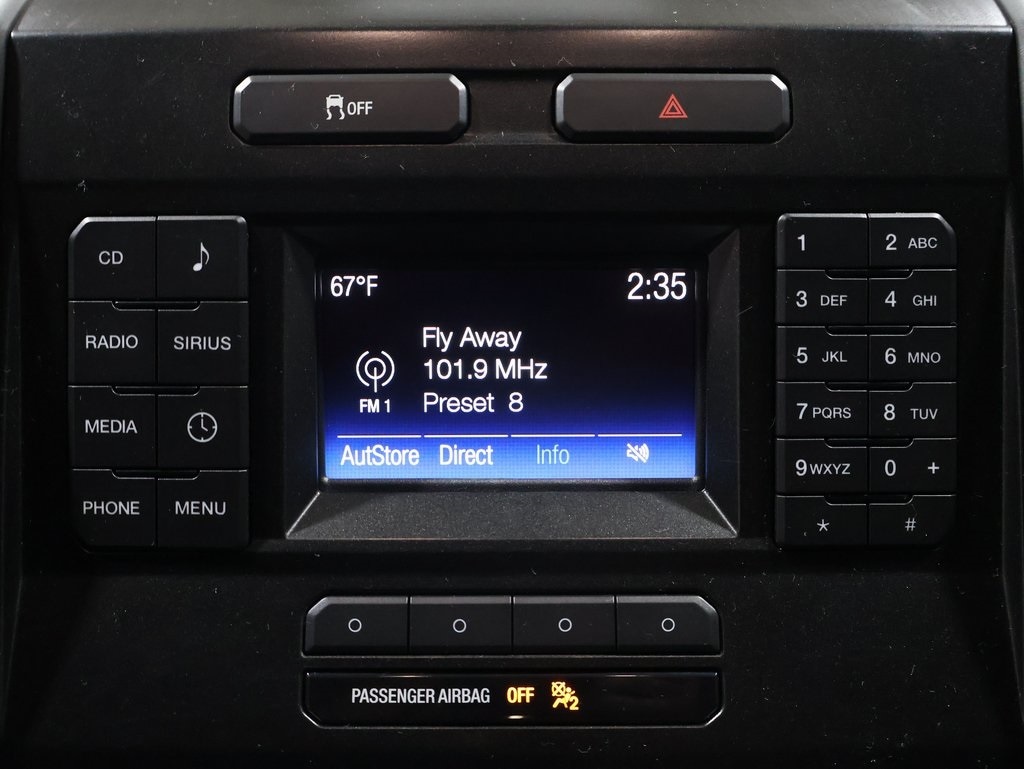 OFF
CD
RADIO SIRIUS
MEDIA
PHONE MENU
67°F 2:35
Fly Away
101.9 MHz
FM 1 Preset 8
AutStore Direct Info
1 2 ABC
3 DEF 4 GHI
5 JKL 6 MNO
7 PQRS 8 TUV
9 WXYZ 0 +
* #
PASSENGER AIRBAG OFF 2